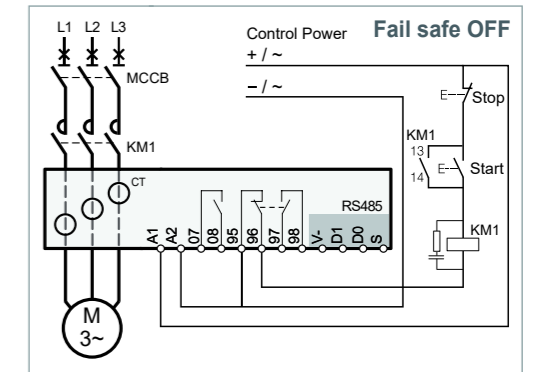 L1 L2 L3
Control Power
Fail safe OFF
+ / ~
MCCB
− / ~
E
Stop
KM1
KM1
13
14
E
Start
CT
RS485
A1
A2
07
08
95
96
97
98
V-
D1
D0
S
KM1
M
3~